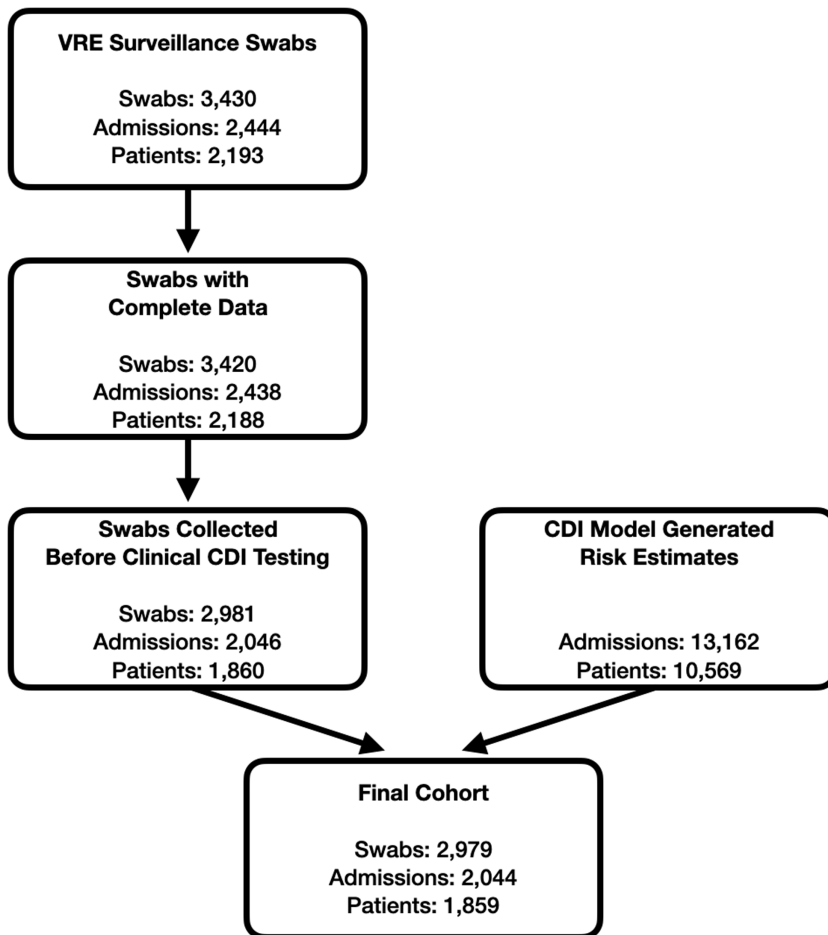 VRE Surveillance Swabs
Swabs: 3,430
Admissions: 2,444
Patients: 2,193
Swabs with
Complete Data
Swabs: 3,420
Admissions: 2,438
Patients: 2,188
Swabs Collected
Before Clinical CDI Testing
Swabs: 2,981
Admissions: 2,046
Patients: 1,860
CDI Model Generated
Risk Estimates
Admissions: 13,162
Patients: 10,569
Final Cohort
Swabs: 2,979
Admissions: 2,044
Patients: 1,859